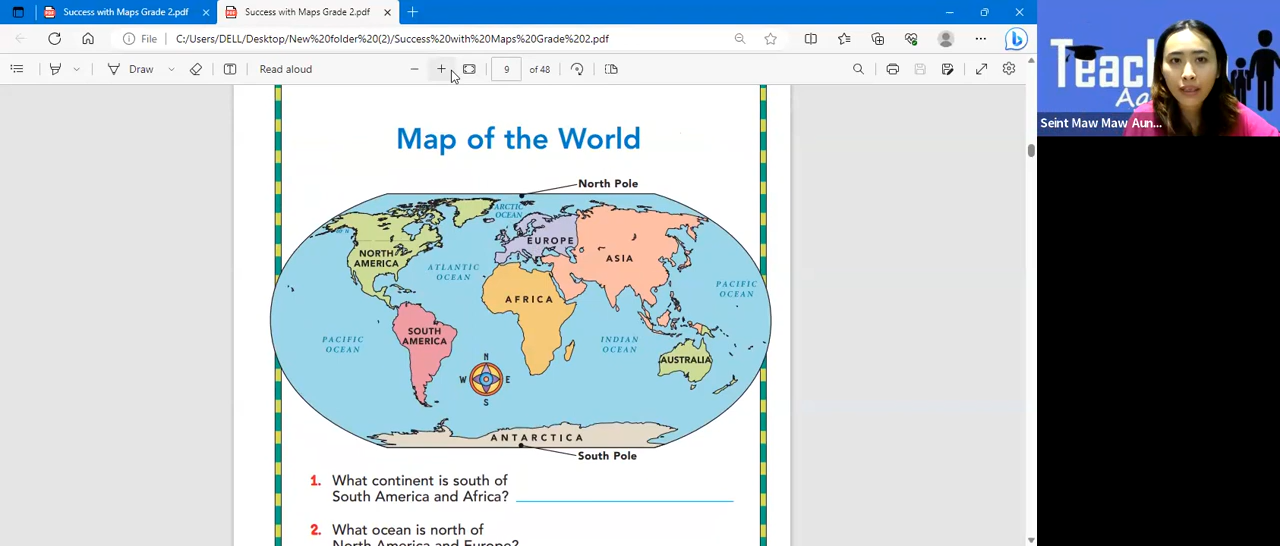 Success with Maps Grade 2.pdf
Success with Maps Grade 2.pdf
File
C:/Users/DELL/Desktop/New%20folder%20(2)/Success%20with%20Maps%20Grade%202.pdf
Draw
Read aloud
9 of 48
Seint Maw Maw Aun...
Map of the World
North Pole
ARCTIC
OCEAN
NORTH
AMERICA
EUROPE
ASIA
ATLANTIC
OCEAN
PACIFIC
OCEAN
AFRICA
SOUTH
AMERICA
PACIFIC
OCEAN
INDIAN
OCEAN
AUSTRALIA
N
W E
S
ANTARCTICA
South Pole
1. What continent is south of
South America and Africa?
2. What ocean is north of
North America and Europe?